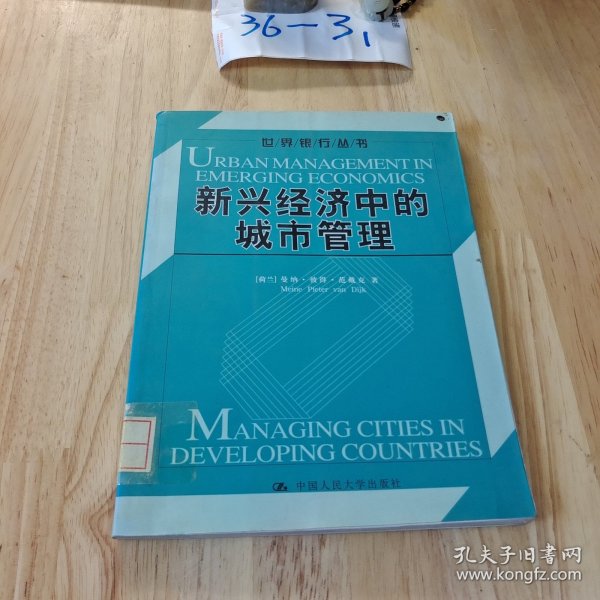 36-31
世/界/银/行/丛/书
URBAN MANAGEMENT IN
EMERGING ECONOMICS
新兴经济中的
城市管理
[荷兰] 曼纳·彼得·范戴克 著
Meine Pieter van Dijk
MANAGING CITIES IN
DEVELOPING COUNTRIES
中国人民大学出版社
孔夫子旧书网
www.kongfz.com